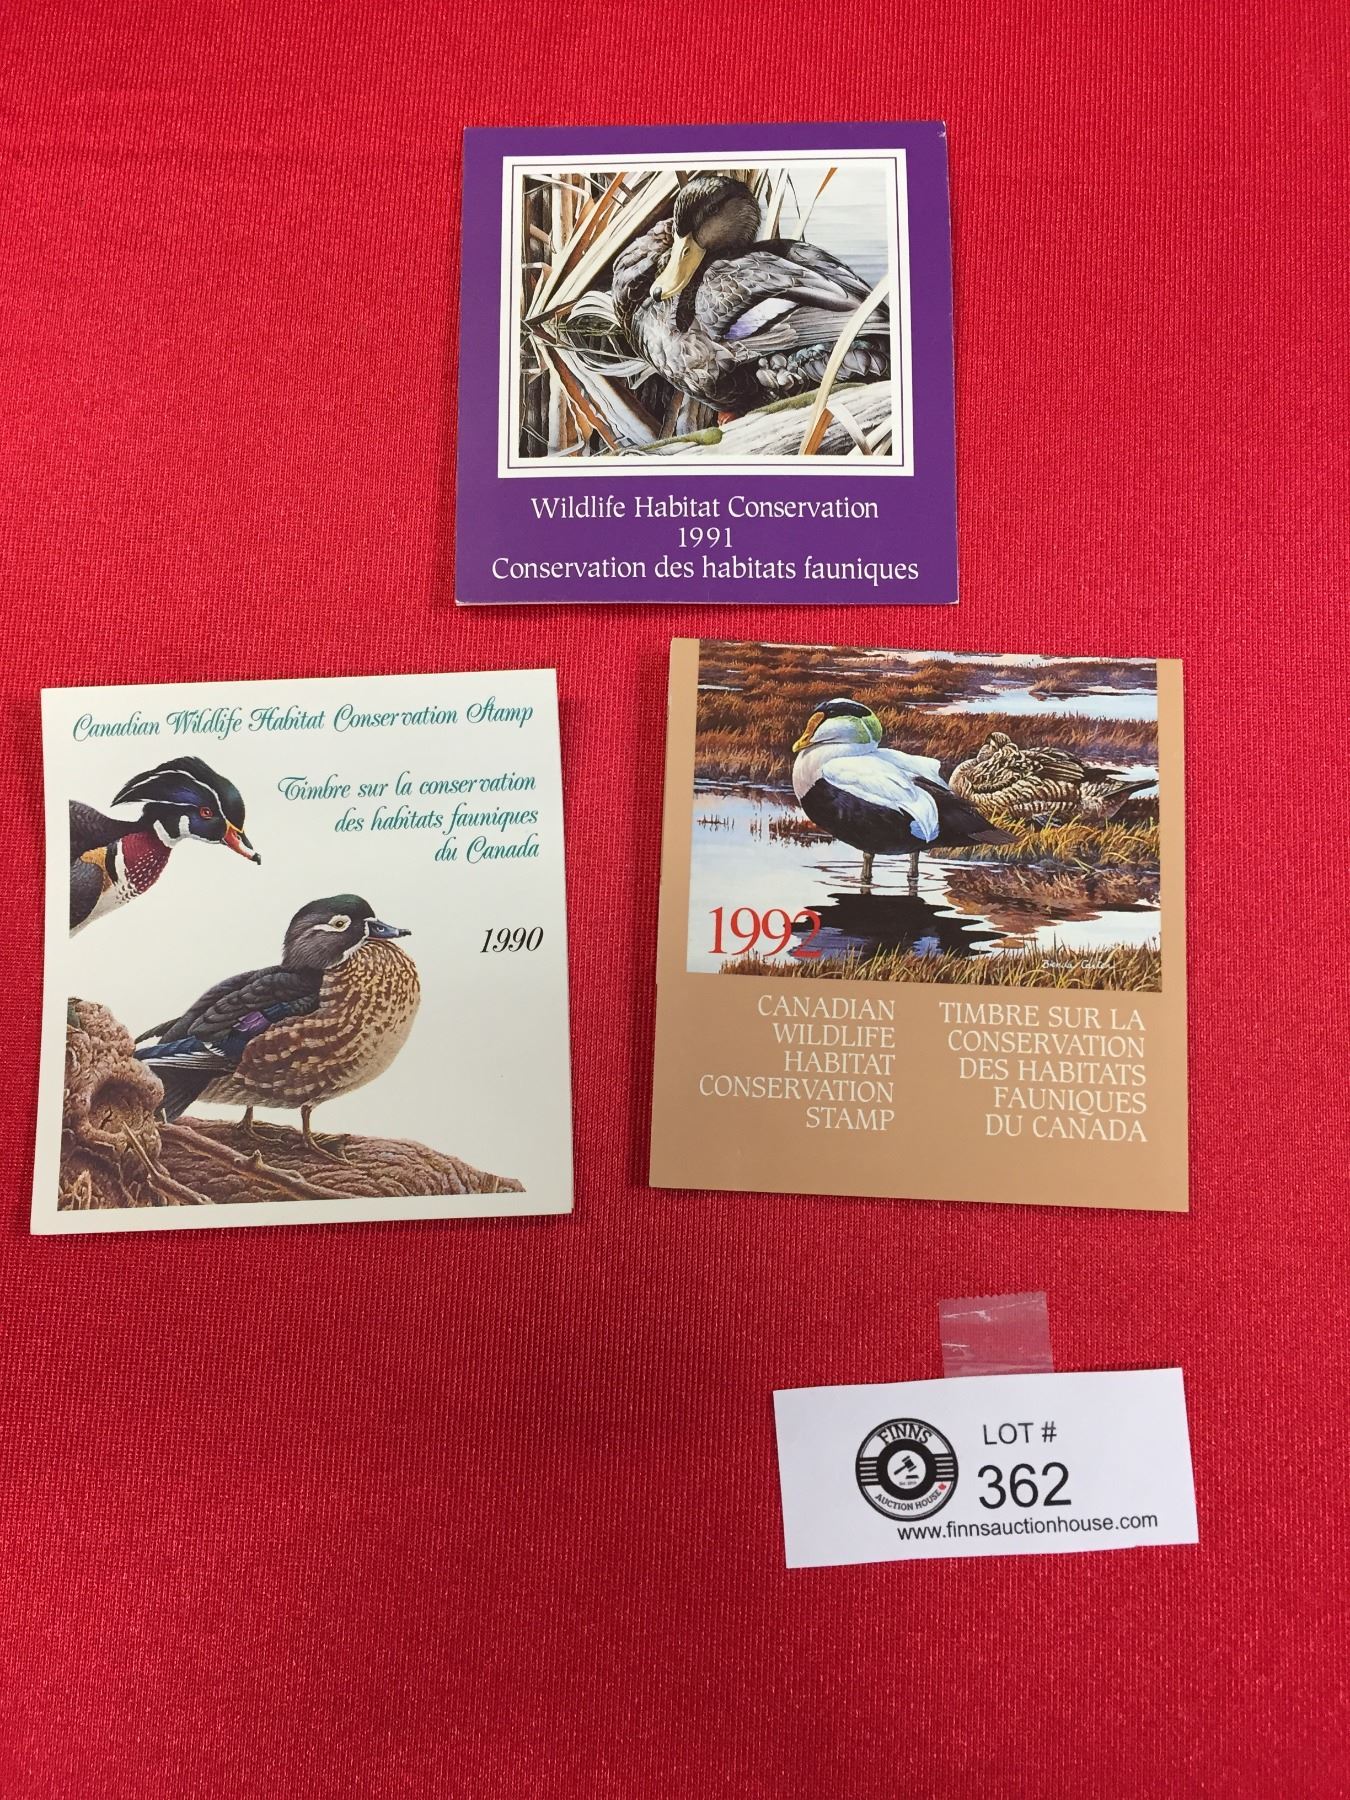 Wildlife Habitat Conservation
1991
Conservation des habitats fauniques
Canadian Wildlife Habitat Conservation Stamp
Timbre sur la conservation
des habitats fauniques
du Canada
1990
1992
CANADIAN
WILDLIFE
HABITAT
CONSERVATION
STAMP
TIMBRE SUR LA
CONSERVATION
DES HABITATS
FAUNIQUES
DU CANADA
FINNS
AUCTION HOUSE
LOT #
362
www.finnsauctionhouse.com